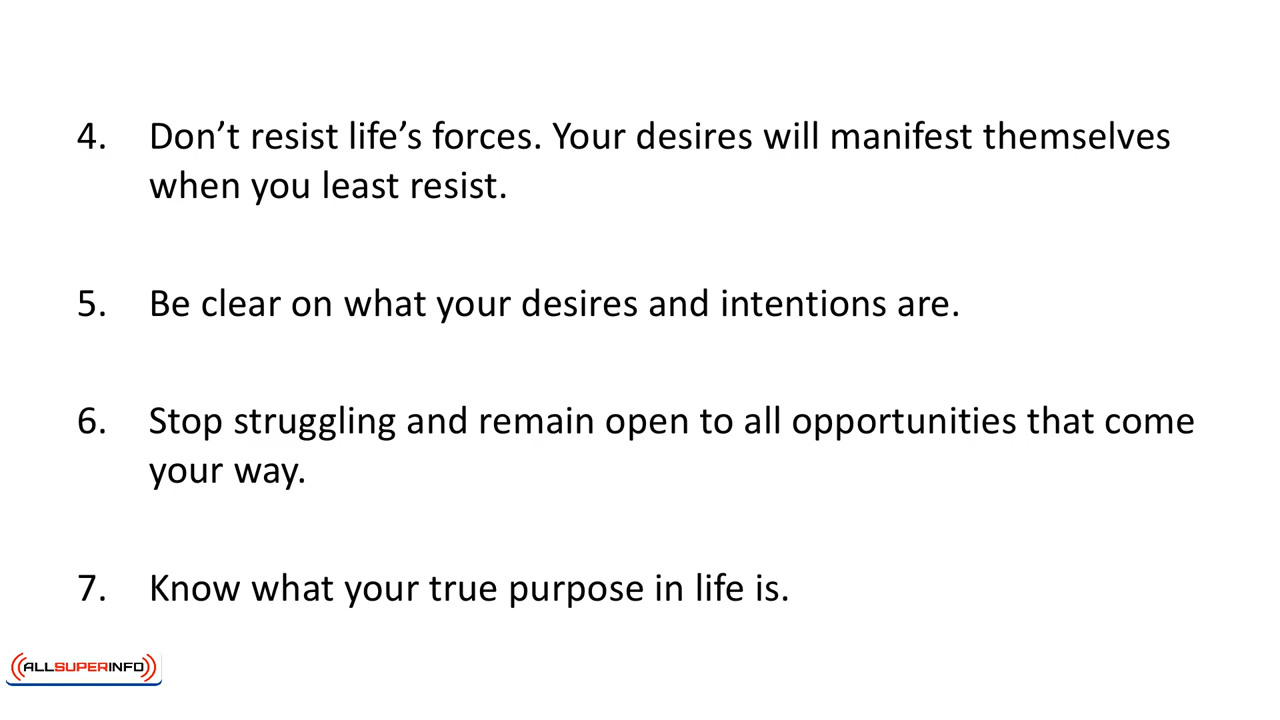 4. Don’t resist life’s forces. Your desires will manifest themselves
when you least resist.
5. Be clear on what your desires and intentions are.
6. Stop struggling and remain open to all opportunities that come
your way.
7. Know what your true purpose in life is.
ALLSUPERINFO